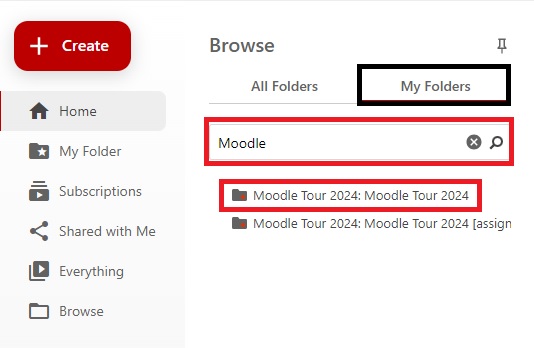 Create
Home
My Folder
Subscriptions
Shared with Me
Everything
Browse
Browse
All Folders
My Folders
Moodle
Moodle Tour 2024: Moodle Tour 2024
Moodle Tour 2024: Moodle Tour 2024 [assign